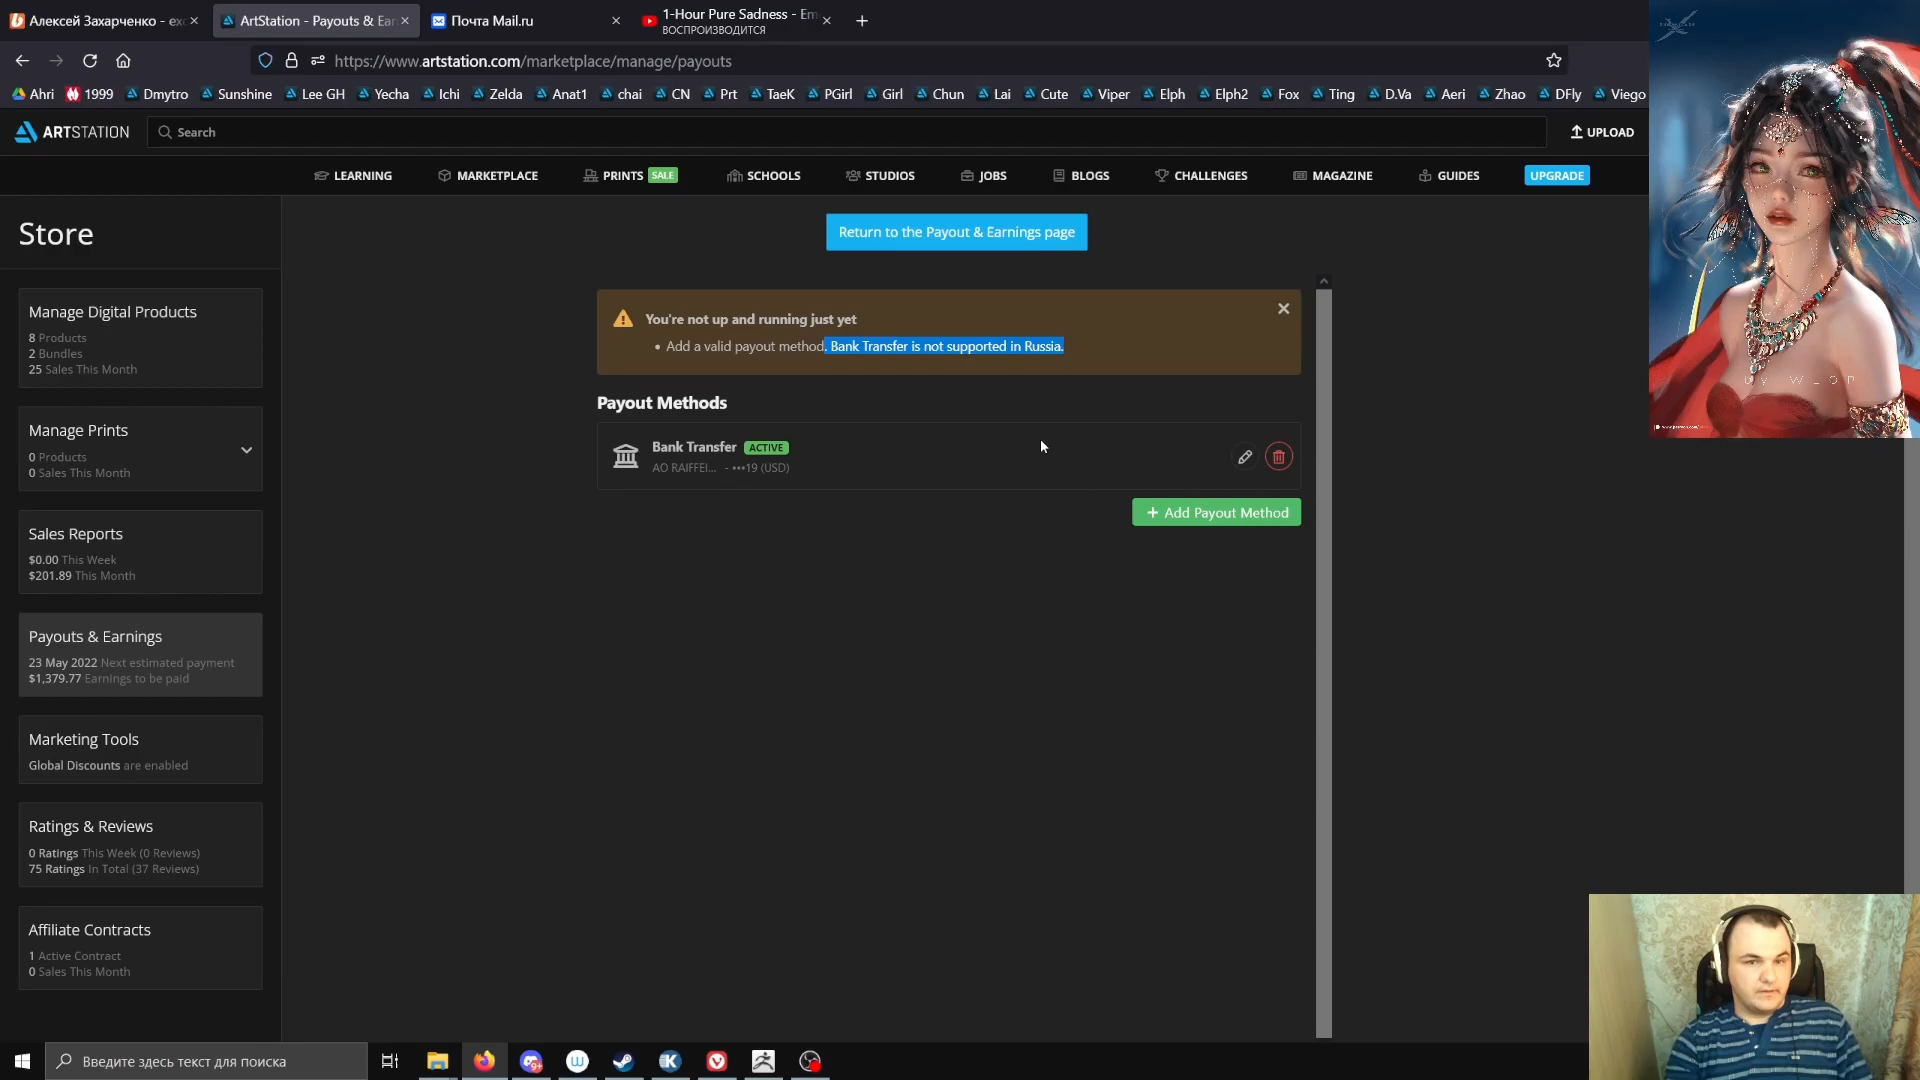 Алексей Захарченко - exc
ArtStation - Payouts & Ear
Почта Mail.ru
1-Hour Pure Sadness - Em
ВОСПРОИЗВОДИТСЯ
https://www.artstation.com/marketplace/manage/payouts
Ahri 1999 Dmytro Sunshine Lee GH Yecha Ichi Zelda Anat1 chai CN Prt TaeK PGirl Girl Chun Lai Cute Viper Elph Elph2 Fox Ting D.Va Aeri Zhao DFly Viego
ARTSTATION
Search
UPLOAD
LEARNING MARKETPLACE PRINTS SALE SCHOOLS STUDIOS JOBS BLOGS CHALLENGES MAGAZINE GUIDES UPGRADE
Store
Manage Digital Products
8 Products
2 Bundles
25 Sales This Month
Manage Prints
0 Products
0 Sales This Month
Sales Reports
$0.00 This Week
$201.89 This Month
Payouts & Earnings
23 May 2022 Next estimated payment
$1,379.77 Earnings to be paid
Marketing Tools
Global Discounts are enabled
Ratings & Reviews
0 Ratings This Week (0 Reviews)
75 Ratings In Total (37 Reviews)
Affiliate Contracts
1 Active Contract
0 Sales This Month
Return to the Payout & Earnings page
You're not up and running just yet
• Add a valid payout method. Bank Transfer is not supported in Russia.
Payout Methods
Bank Transfer ACTIVE
AO RAIFFEI... - •••19 (USD)
+ Add Payout Method
BY WLOP
Введите здесь текст для поиска